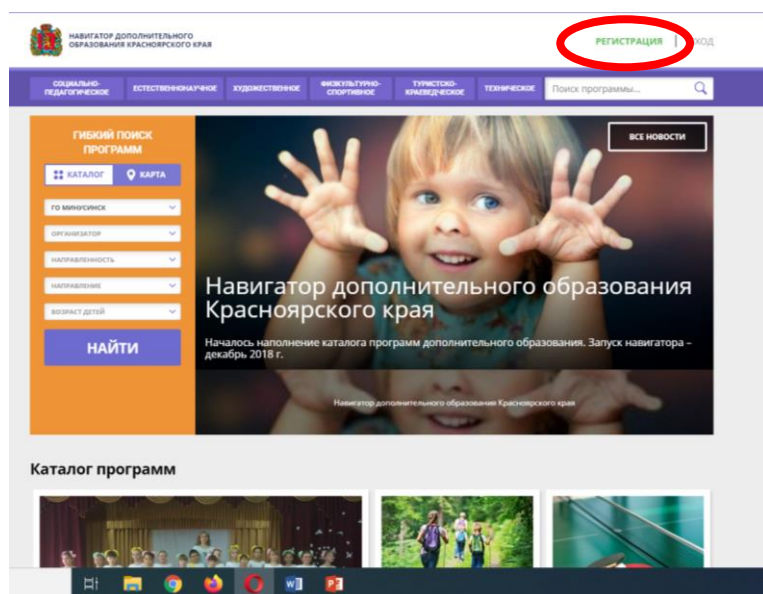 НАВИГАТОР ДОПОЛНИТЕЛЬНОГО
ОБРАЗОВАНИЯ КРАСНОЯРСКОГО КРАЯ
РЕГИСТРАЦИЯ
СОЦИАЛЬНО-
ПЕДАГОГИЧЕСКОЕ
ЕСТЕСТВЕННОНАУЧНОЕ
ХУДОЖЕСТВЕННОЕ
ФИЗКУЛЬТУРНО-
СПОРТИВНОЕ
ТУРИСТСКО-
КРАЕВЕДЧЕСКОЕ
ТЕХНИЧЕСКОЕ
Поиск программы...
ГИБКИЙ ПОИСК
ПРОГРАММ
КАТАЛОГ
КАРТА
ГО МИНУСИНСК
ОРГАНИЗАТОР
НАПРАВЛЕННОСТЬ
НАПРАВЛЕНИЕ
ВОЗРАСТ ДЕТЕЙ
НАЙТИ
ВСЕ НОВОСТИ
Навигатор дополнительного образования
Красноярского края
Началось наполнение каталога программ дополнительного образования. Запуск навигатора –
декабрь 2018 г.
Навигатор дополнительного образования Красноярского края
Каталог программ